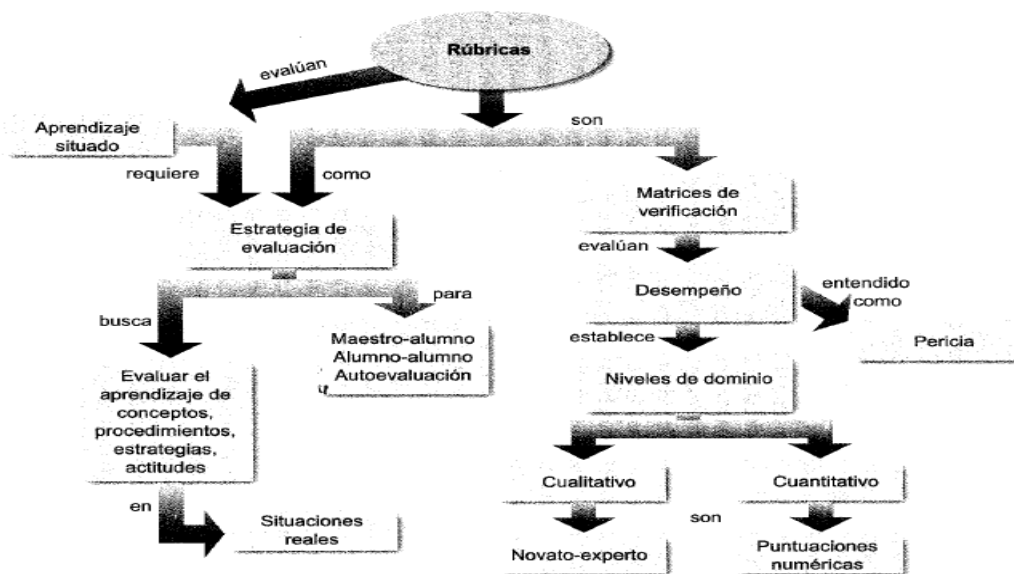 Rúbricas
evalúan
son
Aprendizaje
situado
requiere
como
Estrategia de
evaluación
Matrices de
verificación
evalúan
Desempeño
entendido
como
Pericia
busca
para
Maestro-alumno
Alumno-alumno
Autoevaluación
establece
Niveles de dominio
Evaluar el
aprendizaje de
conceptos,
procedimientos,
estrategias,
actitudes
en
Situaciones
reales
Cualitativo
Cuantitativo
son
Novato-experto
Puntuaciones
numéricas